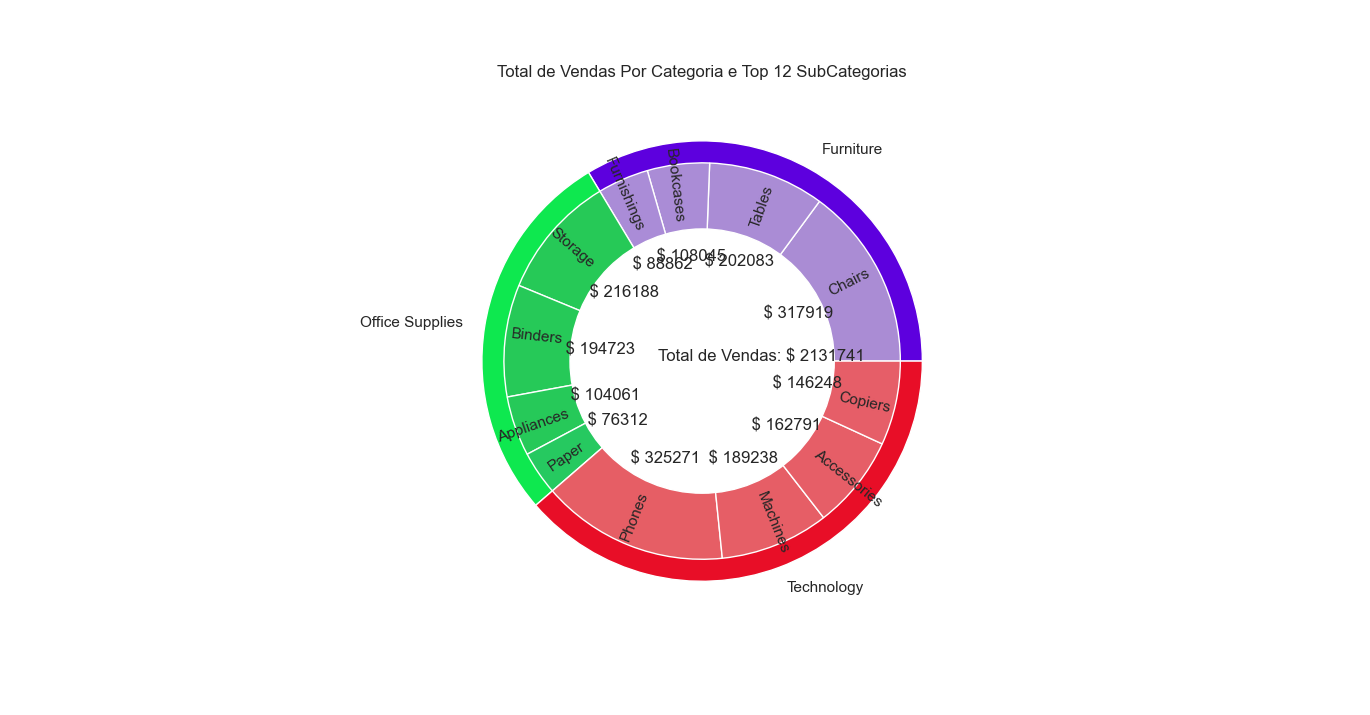 Total de Vendas Por Categoria e Top 12 SubCategorias
Furniture
Office Supplies
Technology
Chairs
Tables
Bookcases
Furnishings
Storage
Binders
Appliances
Paper
Phones
Machines
Accessories
Copiers
$ 317919
$ 202083
$ 108045
$ 88862
$ 216188
$ 194723
$ 104061
$ 76312
$ 325271
$ 189238
$ 162791
$ 146248
Total de Vendas: $ 2131741